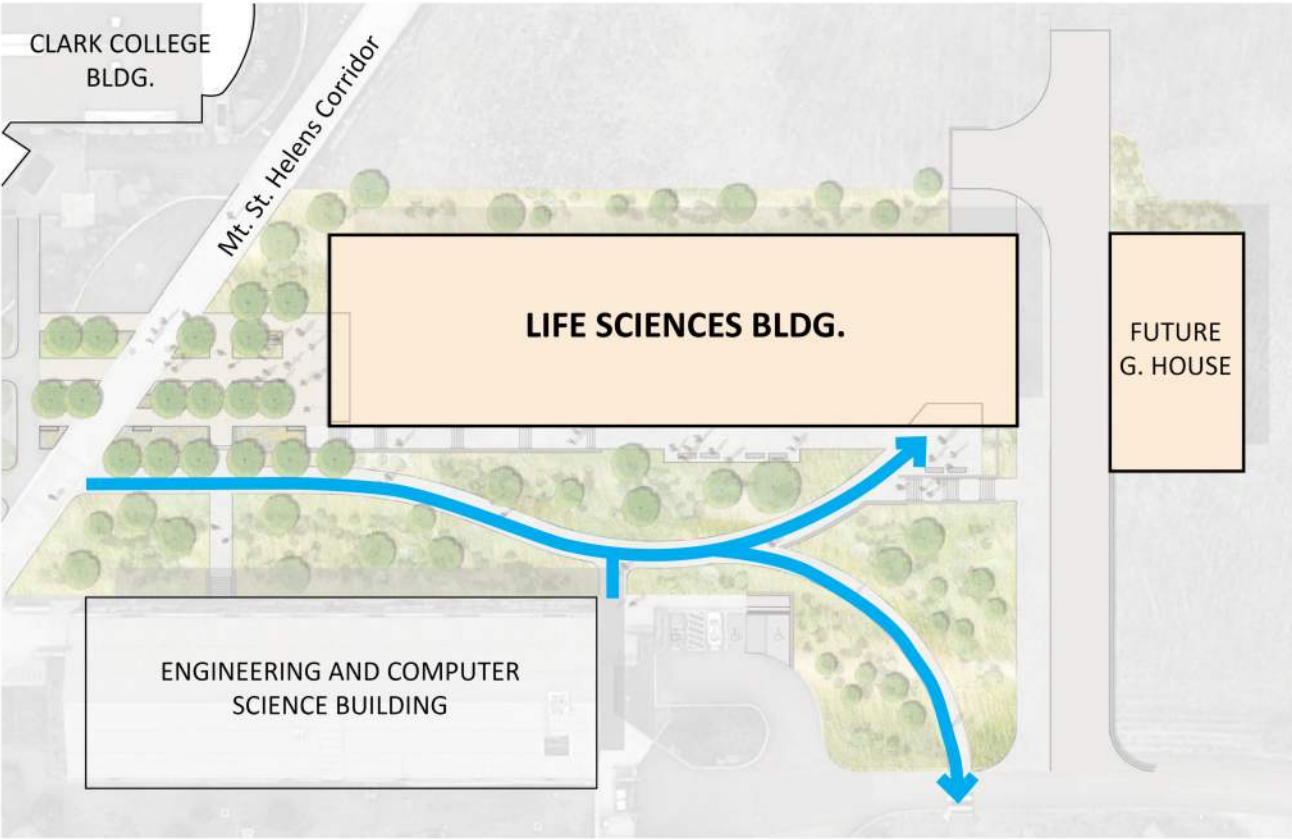 CLARK COLLEGE
BLDG.
Mt. St. Helens Corridor
LIFE SCIENCES BLDG.
FUTURE
G. HOUSE
ENGINEERING AND COMPUTER
SCIENCE BUILDING